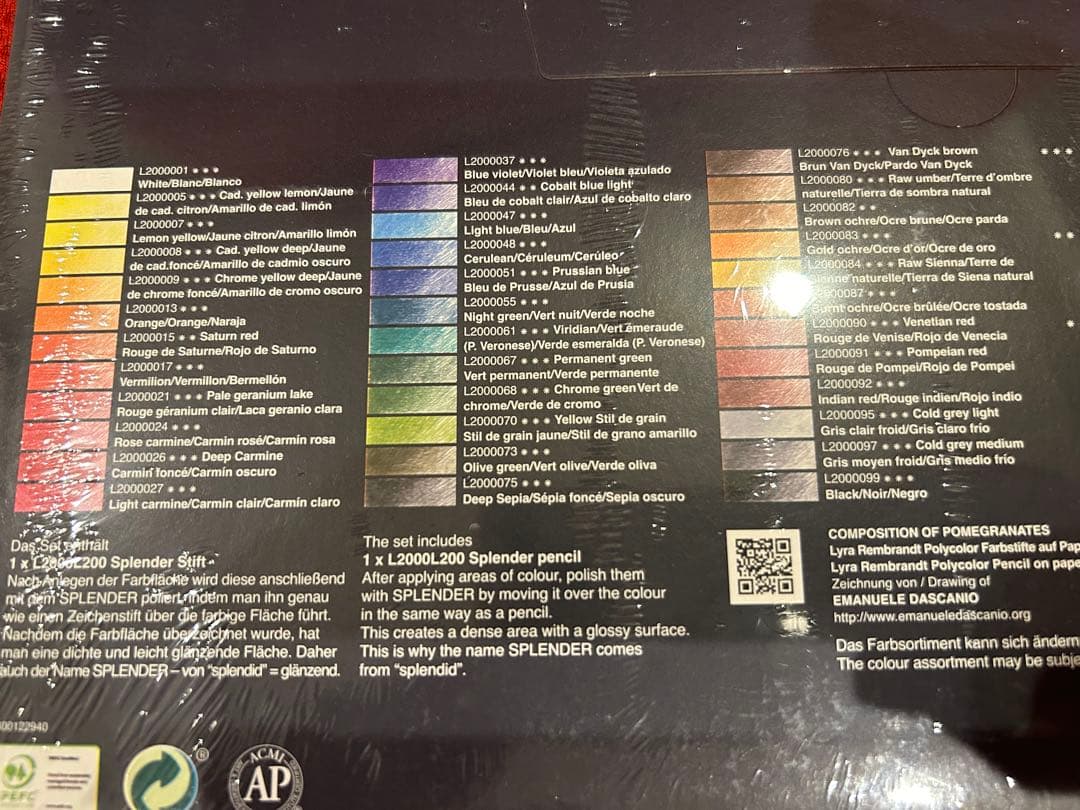 L2000001 ***
White/Blanc/Blanco
L2000005 *** Cad. yellow lemon/Jaune
de cad. citron/Amarillo de cad. limón
L2000007 ***
Lemon yellow/Jaune citron/Amarillo limón
L2000008 *** Cad. yellow deep/Jaune
de cad.foncé/Amarillo de cadmio oscuro
L2000009 *** Chrome yellow deep/Jaune
de chrome foncé/Amarillo de cromo oscuro
L2000013 ***
Orange/Orange/Naraja
L2000015 ** Saturn red
Rouge de Saturne/Rojo de Saturno
L2000017 ***
Vermilion/Vermillon/Bermellón
L2000021 *** Pale geranium lake
Rouge géranium clair/Laca geranio clara
L2000024 ***
Rose carmine/Carmin rosé/Carmín rosa
L2000026 *** Deep Carmine
Carmin foncé/Carmín oscuro
L2000027 ***
Light carmine/Carmin clair/Carmín claro
L2000037 ***
Blue violet/Violet bleu/Violeta azulado
L2000044 ** Cobalt blue light
Bleu de cobalt clair/Azul de cobalto claro
L2000047 ***
Light blue/Bleu/Azul
L2000048 ***
Cerulean/Céruleum/Cerúleo
L2000051 *** Prussian blue
Bleu de Prusse/Azul de Prusia
L2000055 ***
Night green/Vert nuit/Verde noche
L2000061 *** Viridian/Vert émeraude
(P. Veronese)/Verde esmeralda (P. Veronese)
L2000067 *** Permanent green
Vert permanent/Verde permanente
L2000068 *** Chrome green Vert de
chrome/Verde de cromo
L2000070 *** Yellow Stil de grain
Stil de grain jaune/Stil de grano amarillo
L2000073 ***
Olive green/Vert olive/Verde oliva
L2000075 ***
Deep Sepia/Sépia foncé/Sepia oscuro
L2000076 *** Van Dyck brown
Brun Van Dyck/Pardo Van Dyck
L2000080 *** Raw umber/Terre d'ombre
naturelle/Tierra de sombra natural
L2000082 **
Brown ochre/Ocre brune/Ocre parda
L2000083 ***
Gold ochre/Ocre d'or/Ocre de oro
L2000084 *** Raw Sienna/Terre de
Sienne naturelle/Tierra de Siena natural
L2000087 ***
Burnt ochre/Ocre brûlée/Ocre tostada
L2000090 *** Venetian red
Rouge de Venise/Rojo de Venecia
L2000091 *** Pompeian red
Rouge de Pompei/Rojo de Pompei
L2000092 ***
Indian red/Rouge indien/Rojo indio
L2000095 *** Cold grey light
Gris clair froid/Gris claro frío
L2000097 *** Cold grey medium
Gris moyen froid/Gris medio frío
L2000099 ***
Black/Noir/Negro
Das Set enthält
1 x L2000L200 Splender Stift
Nach Anlegen der Farbfläche wird diese anschließend
mit dem SPLENDER poliert, indem man ihn genau
wie einen Zeichenstift über die farbige Fläche führt.
Nachdem die Farbfläche überzeichnet wurde, hat
man eine dichte und leicht glänzende Fläche. Daher
auch der Name SPLENDER – von "splendid" = glänzend.
The set includes
1 x L2000L200 Splender pencil
After applying areas of colour, polish them
with SPLENDER by moving it over the colour
in the same way as a pencil.
This creates a dense area with a glossy surface.
This is why the name SPLENDER comes
from "splendid".
COMPOSITION OF POMEGRANATES
Lyra Rembrandt Polycolor Farbstifte auf Pap
Lyra Rembrandt Polycolor Pencil on pape
Zeichnung von / Drawing of
EMANUELE DASCANIO
http://www.emanueledascanio.org
Das Farbsortiment kann sich ändern
The colour assortment may be subje
00122940
PEFC
®
ACMI
AP